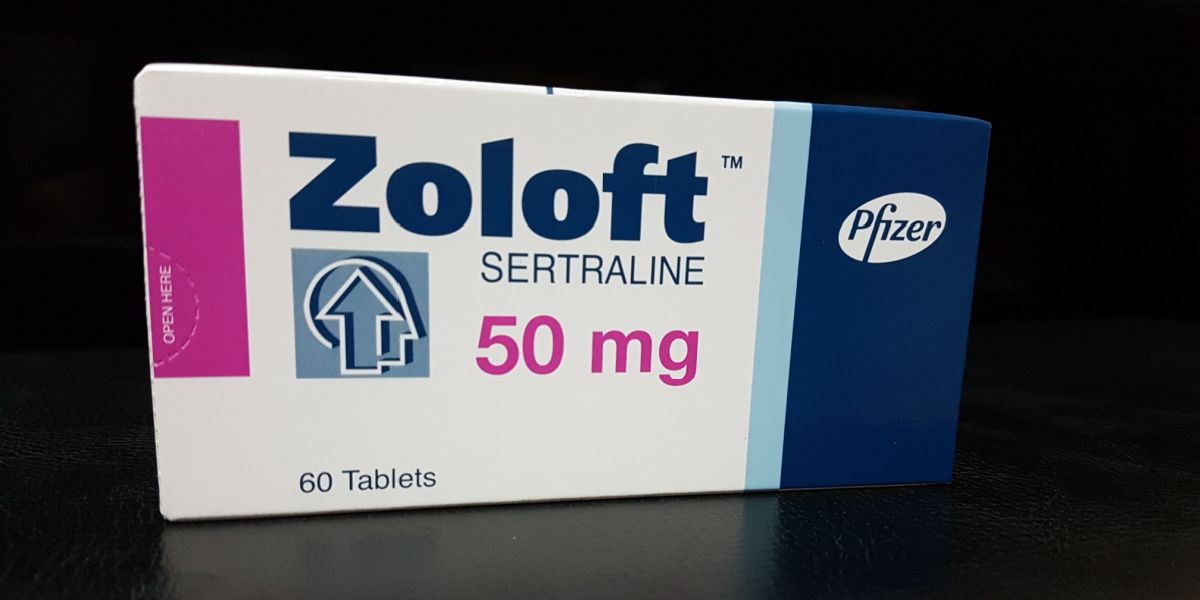 Zoloft™
SERTRALINE
50 mg
60 Tablets
OPEN HERE
Pfizer